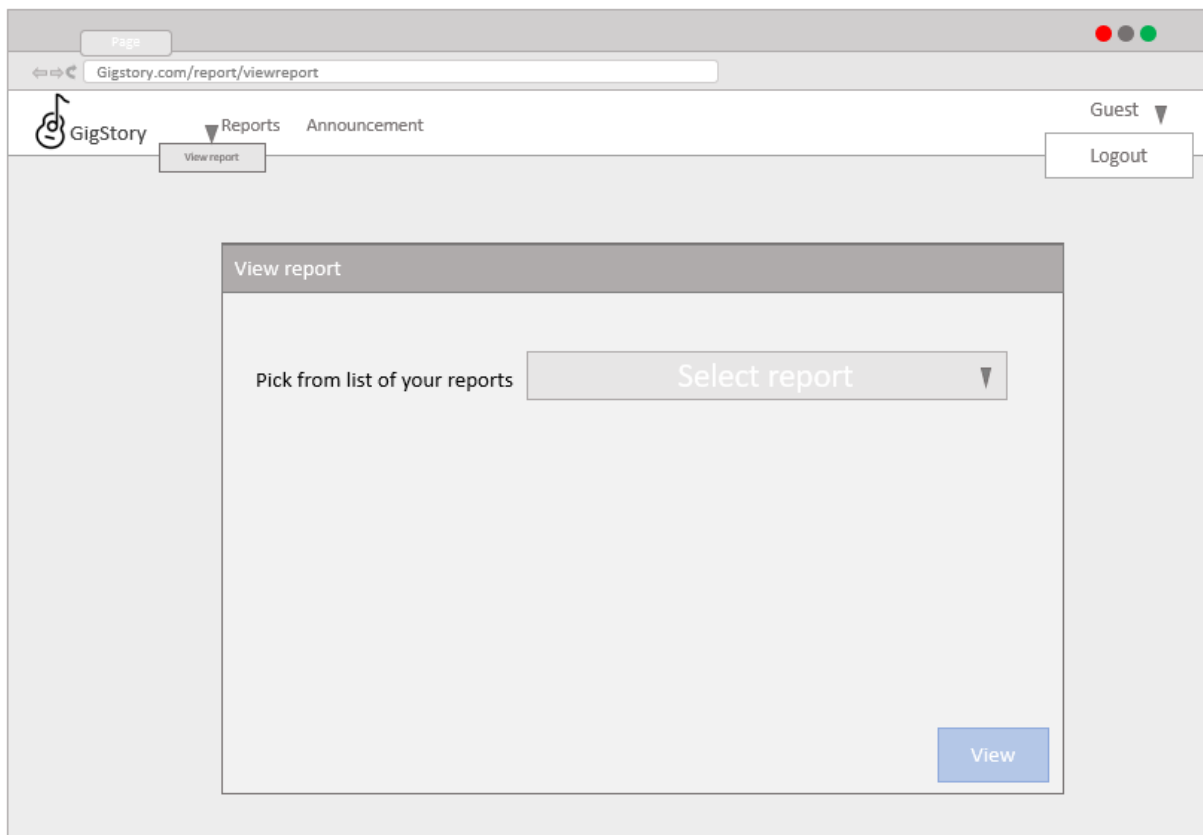 Page
Gigstory.com/report/viewreport
GigStory
Reports
Announcement
Guest
View report
Logout
View report
Pick from list of your reports
Select report
View